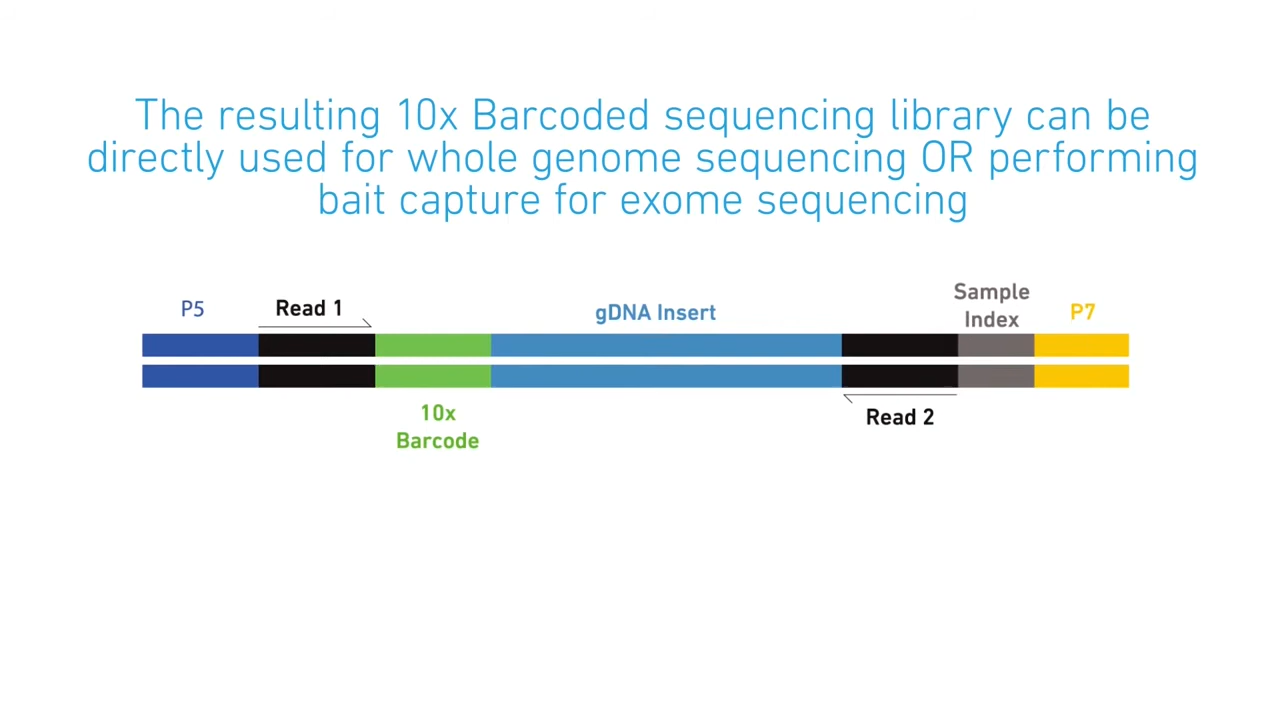 The resulting 10x Barcoded sequencing library can be
directly used for whole genome sequencing OR performing
bait capture for exome sequencing
P5
Read 1
gDNA Insert
Sample
Index
P7
10x
Barcode
Read 2